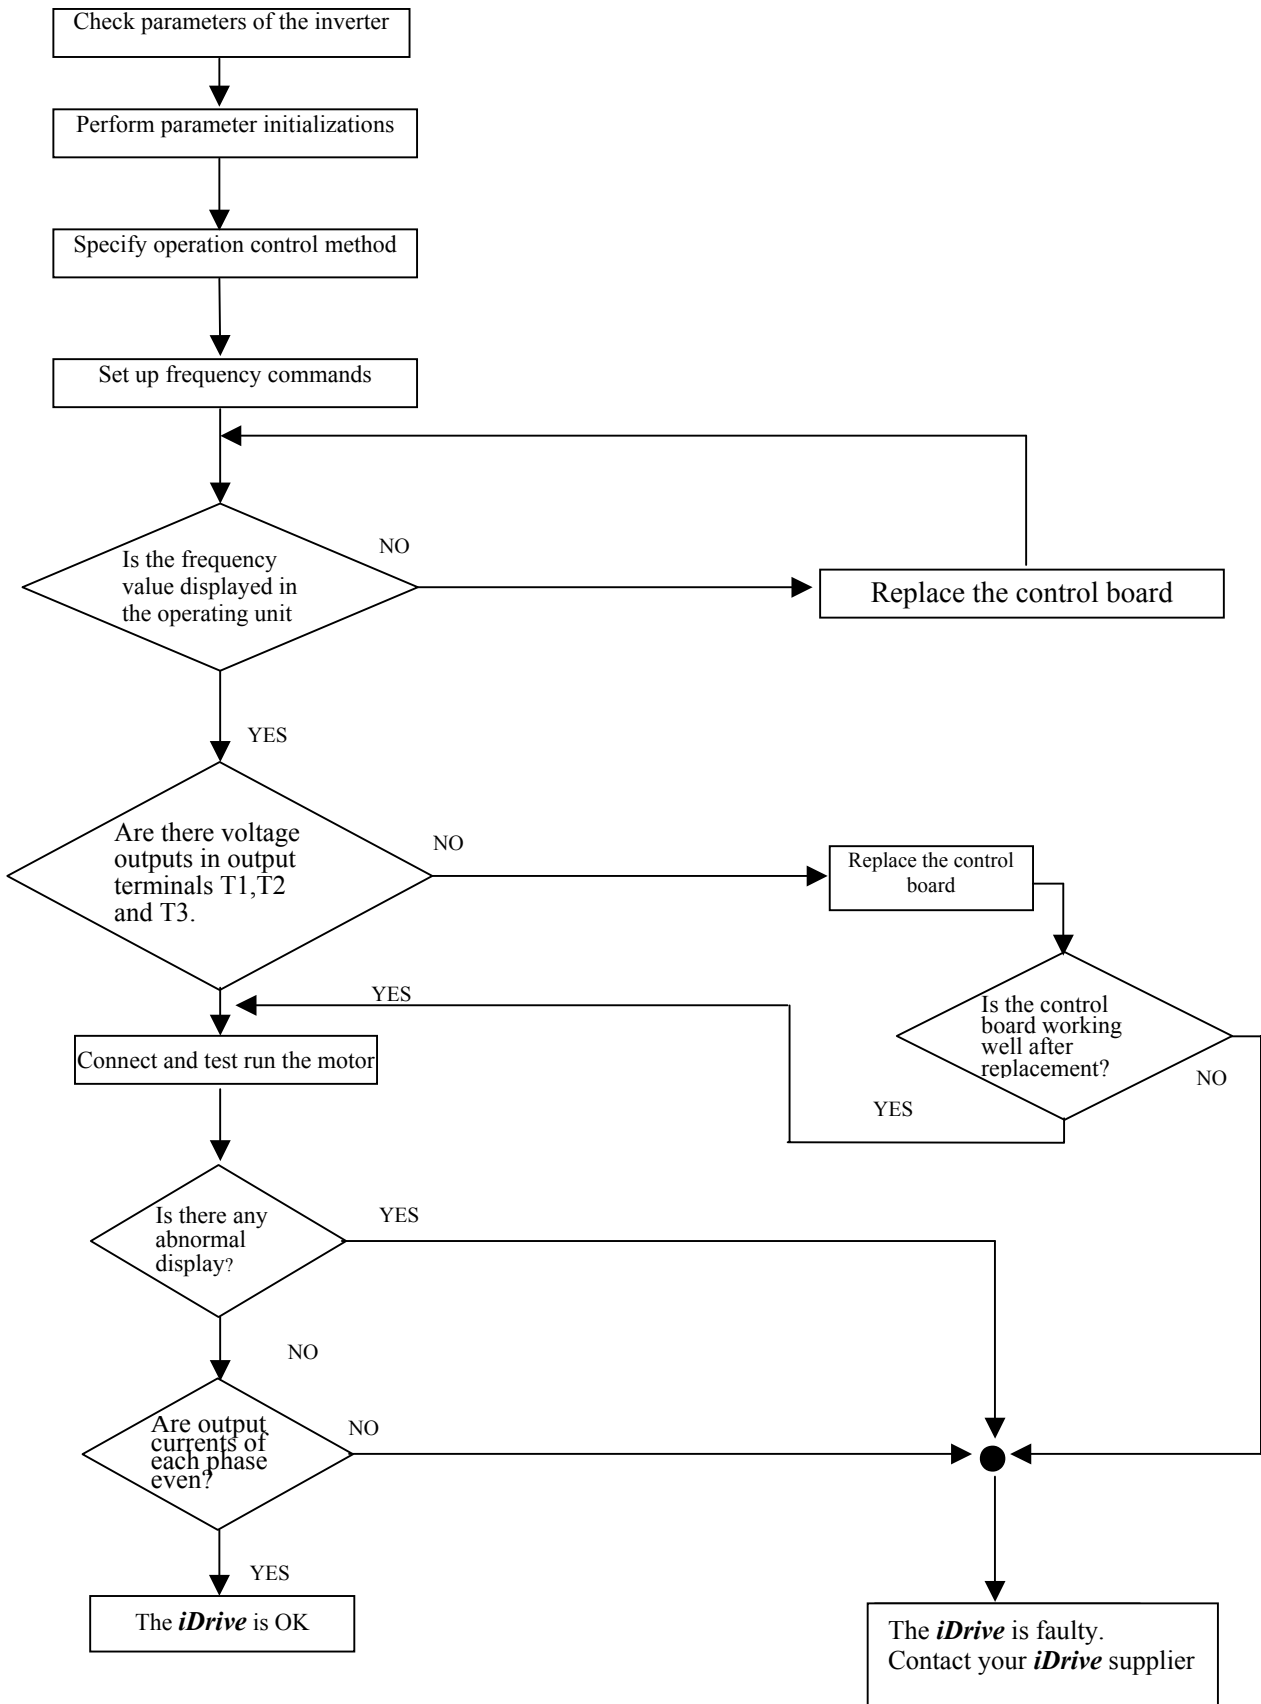 Check parameters of the inverter
Perform parameter initializations
Specify operation control method
Set up frequency commands
Is the frequency
value displayed in
the operating unit
NO
Replace the control board
YES
Are there voltage
outputs in output
terminals T1,T2
and T3.
NO
Replace the control
board
Is the control
board working
well after
replacement?
NO
YES
YES
Connect and test run the motor
Is there any
abnormal
display?
YES
NO
Are output
currents of
each phase
even?
NO
YES
The iDrive is OK
The iDrive is faulty.
Contact your iDrive supplier